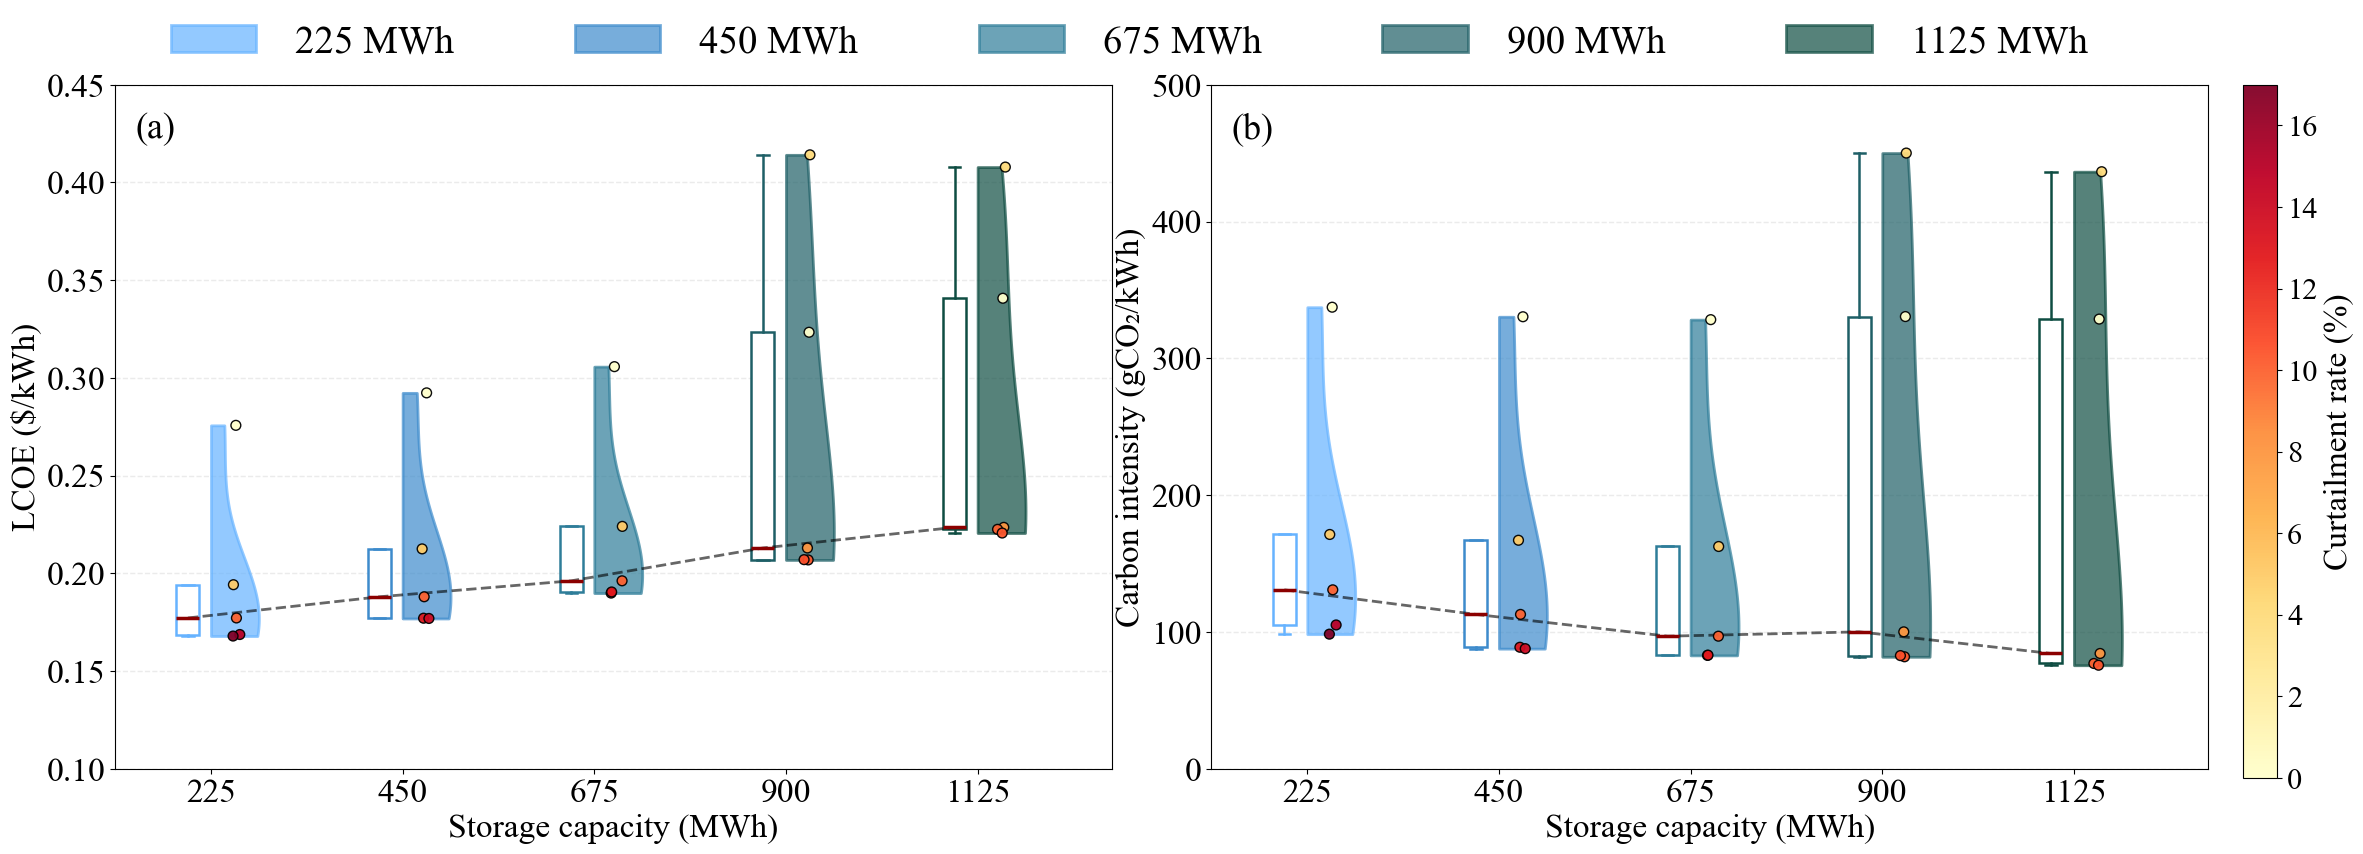 225 MWh 450 MWh 675 MWh 900 MWh 1125 MWh
(a)
0.45
0.40
0.35
0.30
0.25
0.20
0.15
0.10
LCOE ($/kWh)
225 450 675 900 1125
Storage capacity (MWh)
(b)
500
400
300
200
100
0
Carbon intensity (gCO₂/kWh)
225 450 675 900 1125
Storage capacity (MWh)
16
14
12
10
8
6
4
2
0
Curtailment rate (%)